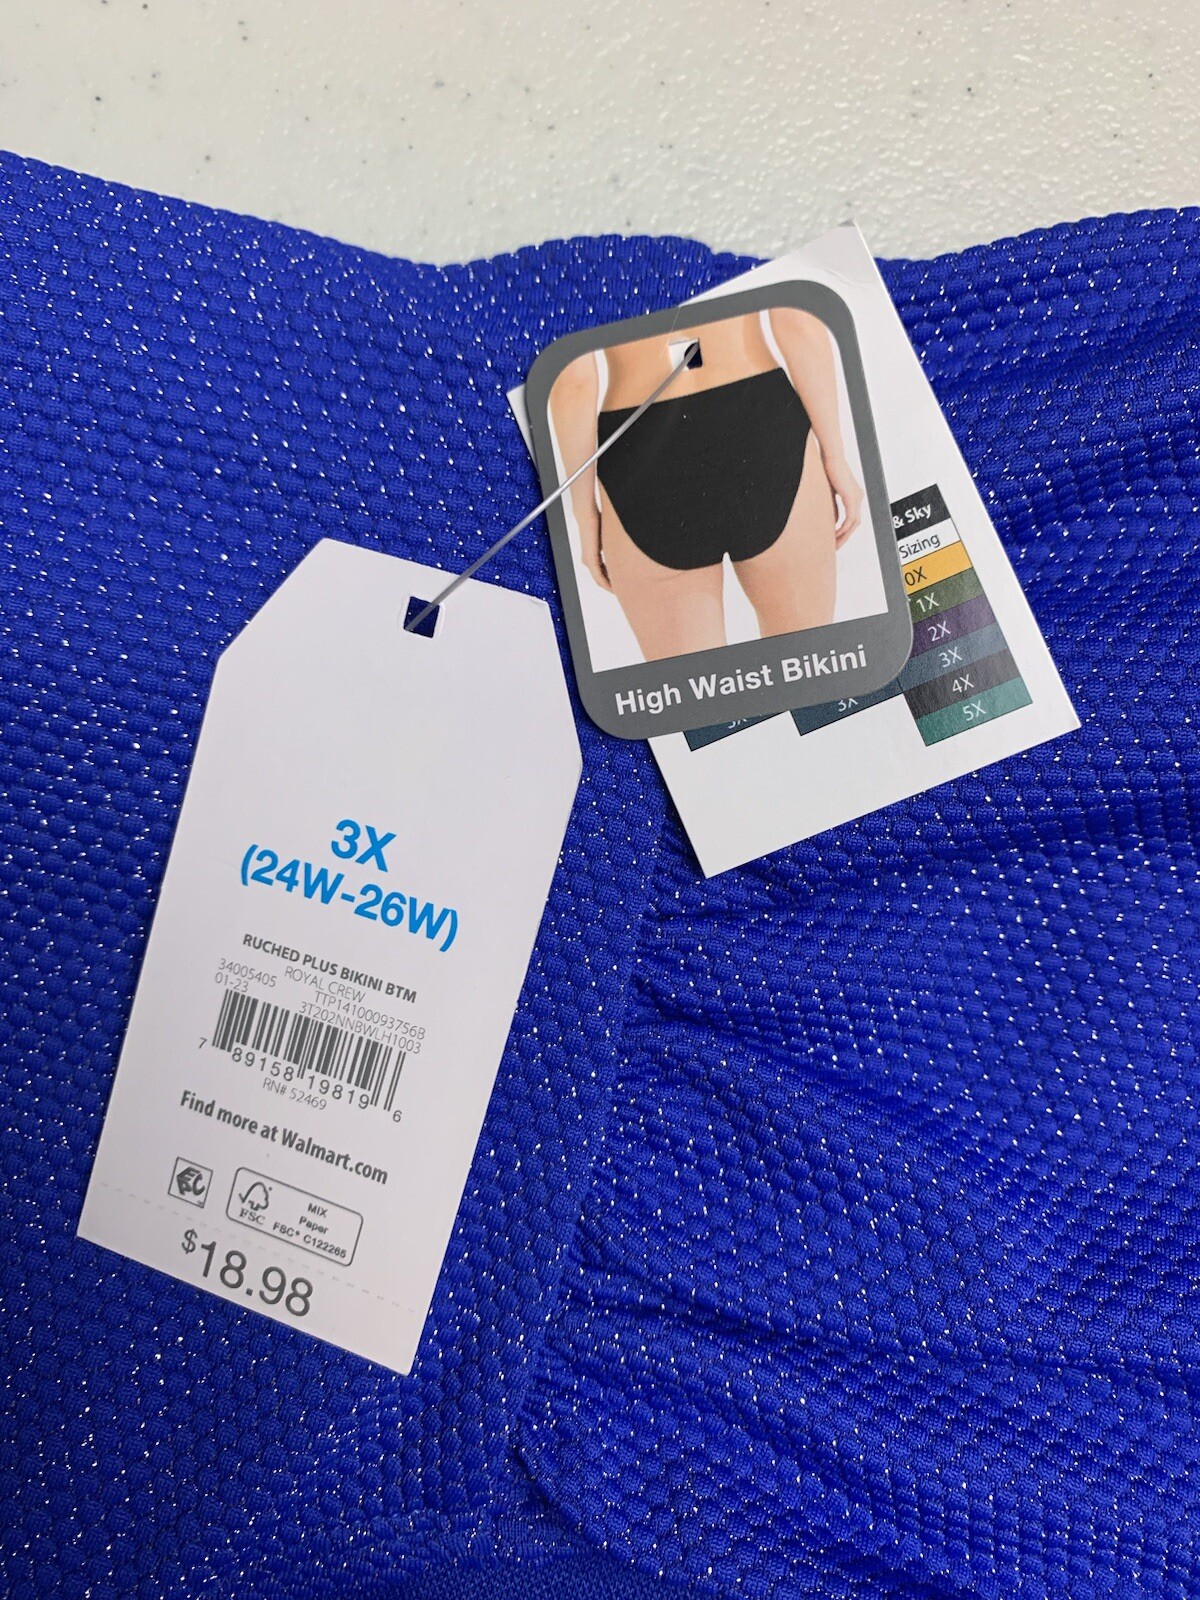 & Sky
Sizing
0X
1X
2X
3X
4X
5X
3X
3X
High Waist Bikini
3X
(24W-26W)
RUCHED PLUS BIKINI BTM
34005405 ROYAL CREW
01-23 TTP14100093756B
3T202NNBWLH1003
7 89158 19819 6
RN# 52469
Find more at Walmart.com
FSC
MIX
Paper
FSC® C122265
$18.98